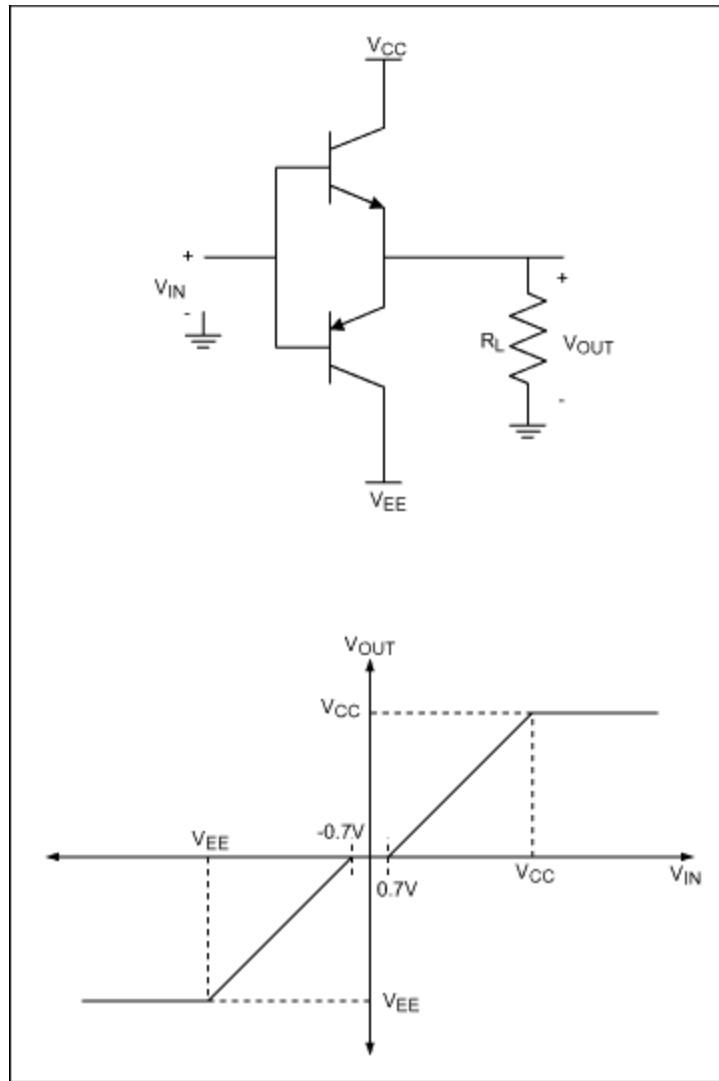 VCC
+
VIN
-
+
RL
VOUT
-
VEE
VOUT
VCC
-0.7V
VEE
0.7V
VCC
VIN
VEE